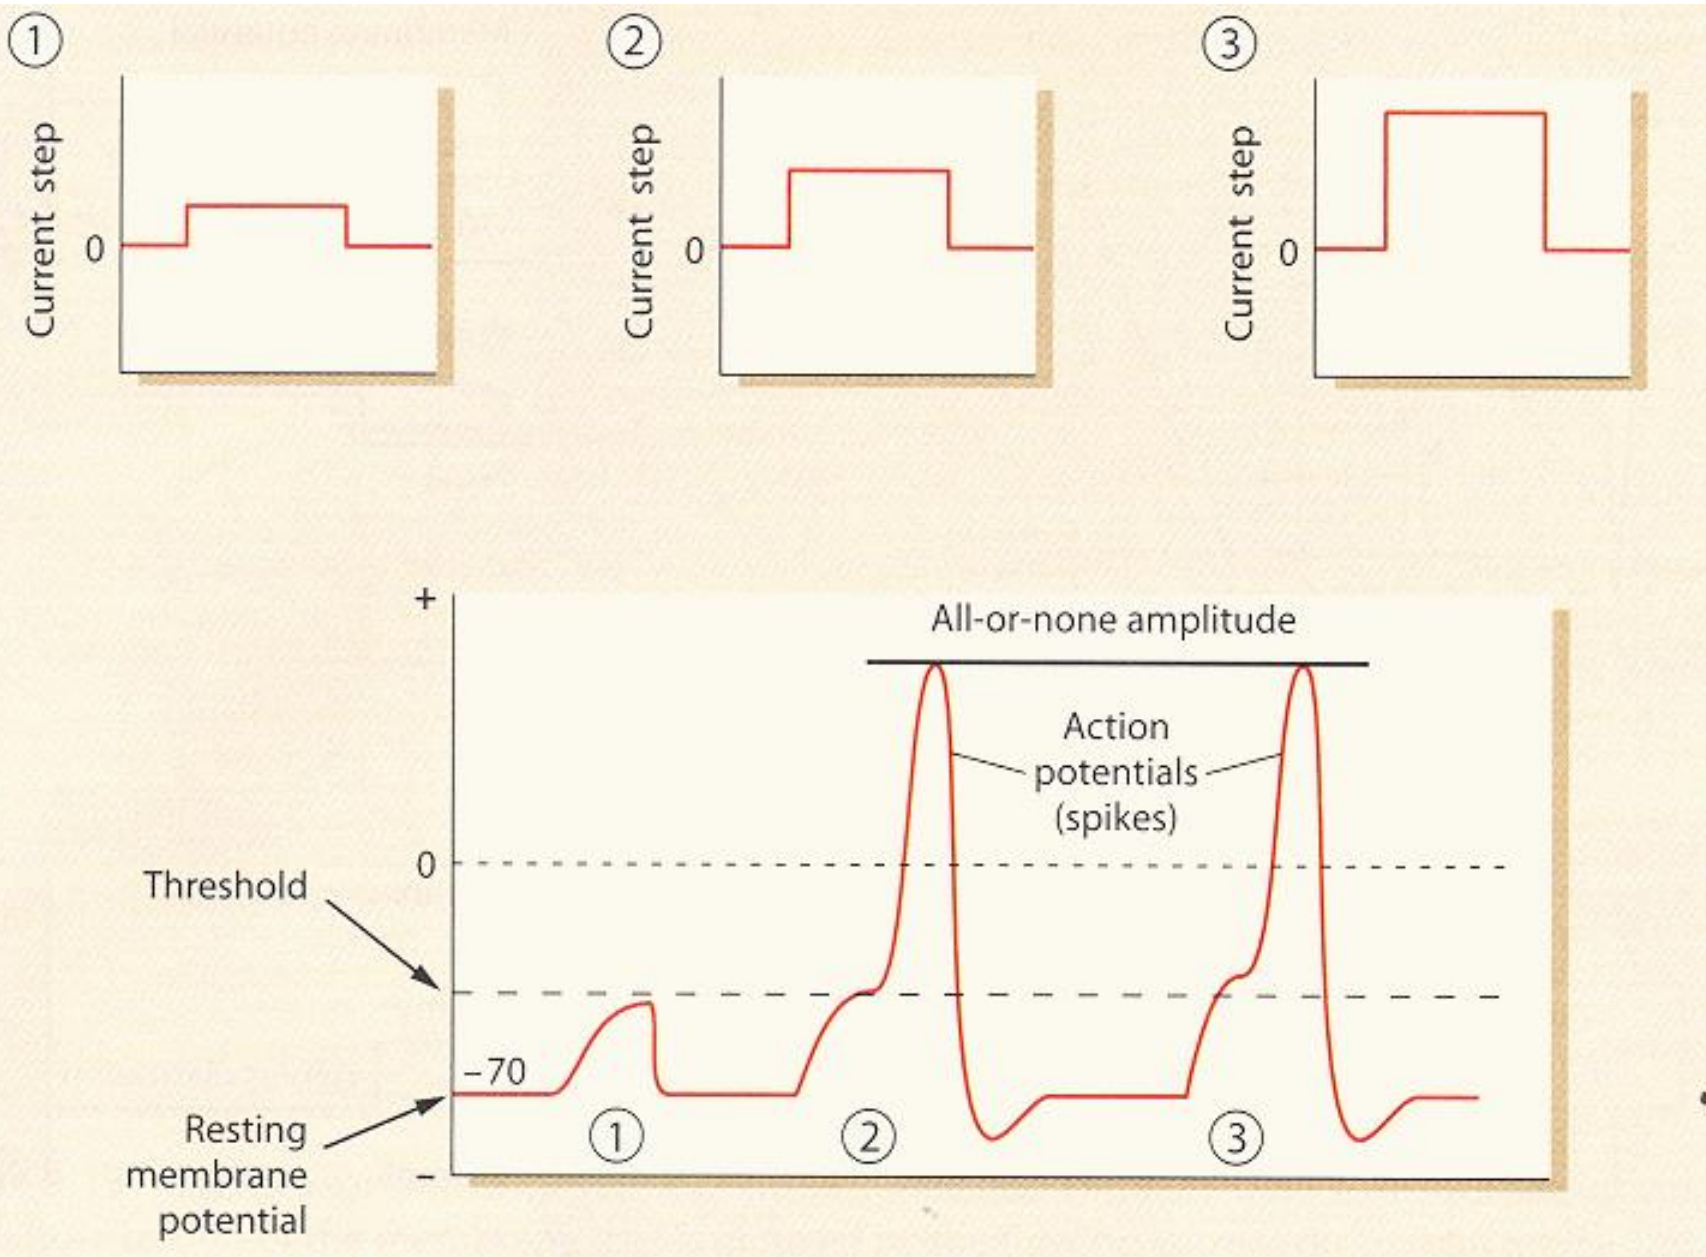 1
2
3
Current step
0
Current step
0
Current step
0
+
All-or-none amplitude
Action
potentials
(spikes)
0
Threshold
–70
Resting
membrane
potential
1
2
3
–